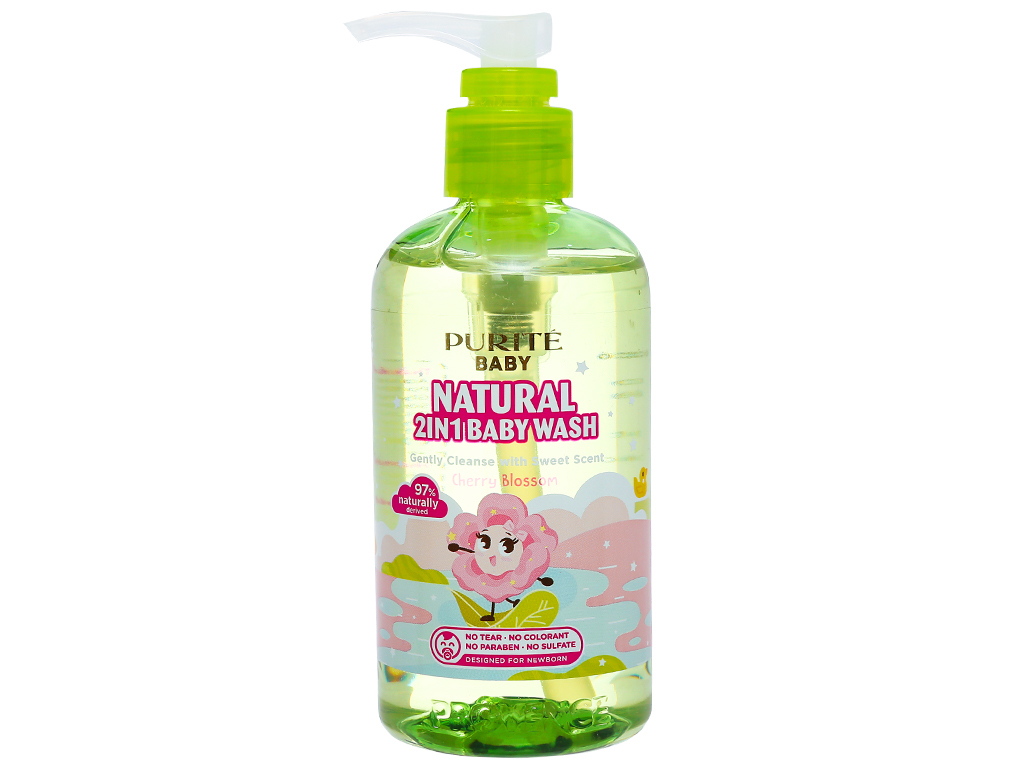 PURITÉ
BABY
NATURAL
2IN1 BABY WASH
Gently Cleanse with Sweet Scent
Cherry Blossom
97%
naturally
derived
NO TEAR · NO COLORANT
NO PARABEN · NO SULFATE
DESIGNED FOR NEWBORN